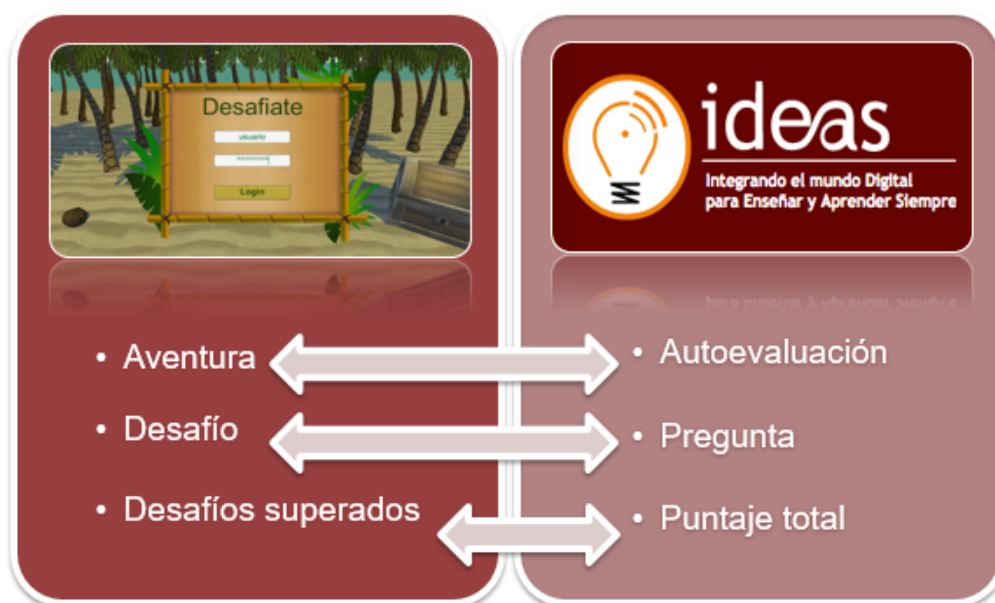 Desafiate
usuario
********
Login
ideas
Integrando el mundo Digital
para Enseñar y Aprender Siempre
• Aventura
• Desafío
• Desafíos superados
• Autoevaluación
• Pregunta
• Puntaje total